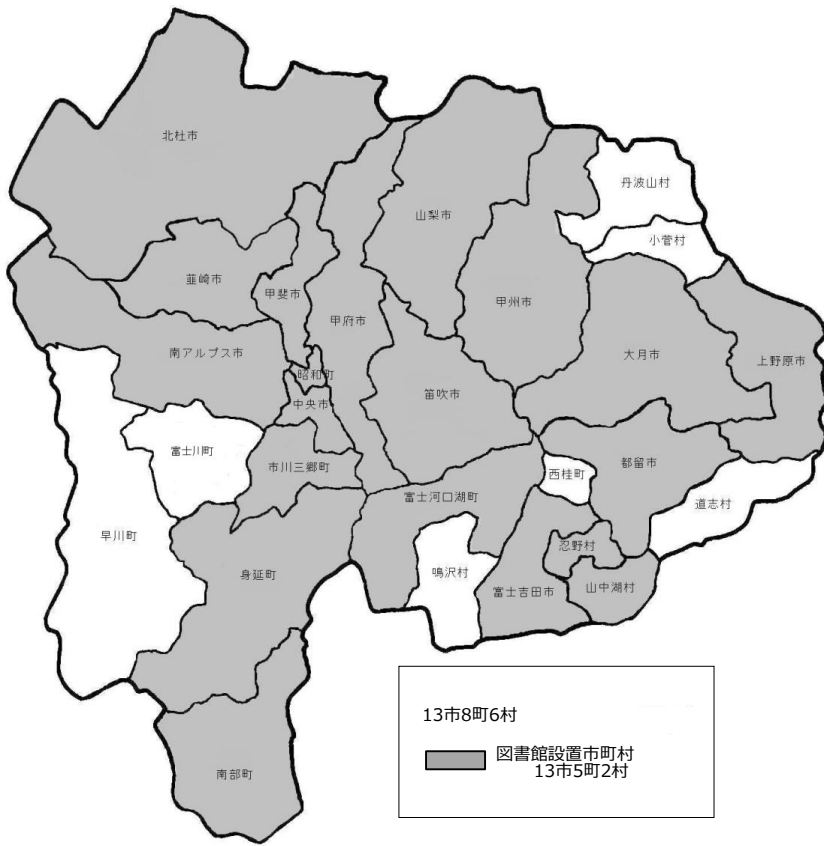 北杜市
丹波山村
山梨市
小菅村
韮崎市
甲斐市
甲州市
甲府市
南アルプス市
大月市
上野原市
昭和町
笛吹市
中央市
富士川町
市川三郷町
西桂町
都留市
富士河口湖町
道志村
早川町
忍野村
鳴沢村
身延町
富士吉田市
山中湖村
南部町
13市8町6村
図書館設置市町村
13市5町2村